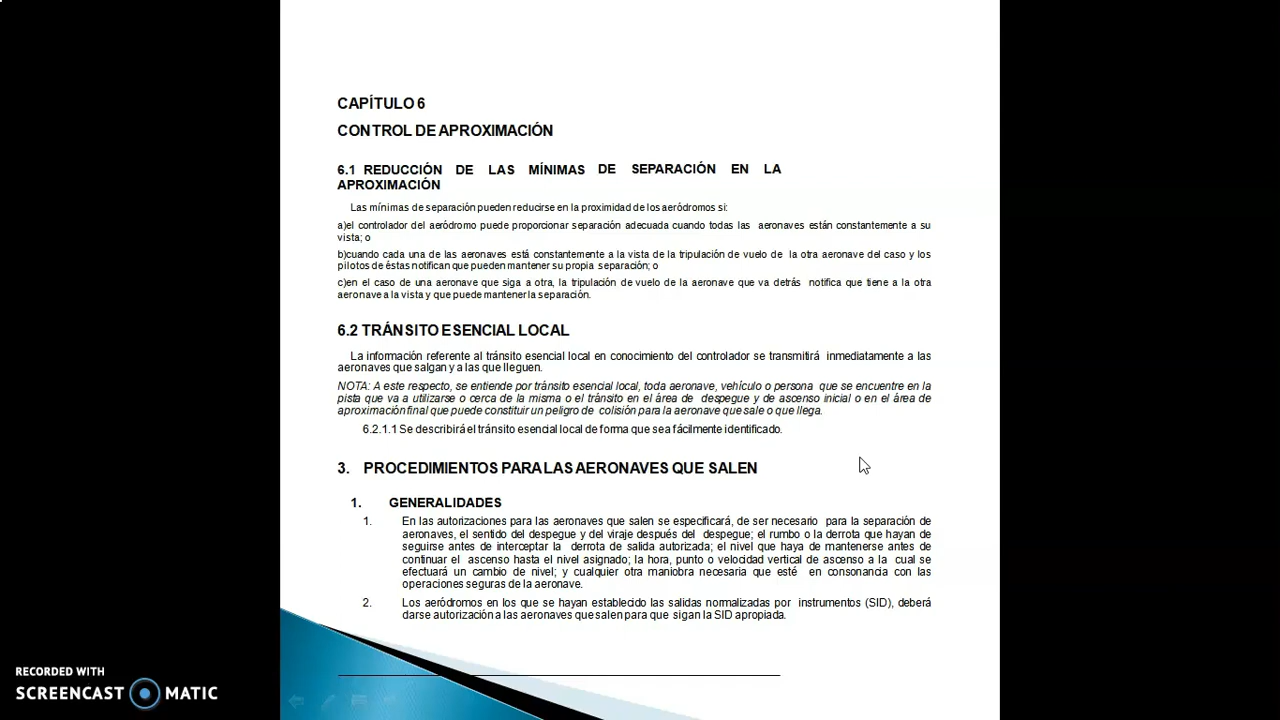 CAPÍTULO 6
CONTROL DE APROXIMACIÓN
6.1 REDUCCIÓN DE LAS MÍNIMAS DE SEPARACIÓN EN LA
APROXIMACIÓN
Las mínimas de separación pueden reducirse en la proximidad de los aeródromos si:
a)el controlador del aeródromo puede proporcionar separación adecuada cuando todas las aeronaves están constantemente a su
vista; o
b)cuando cada una de las aeronaves está constantemente a la vista de la tripulación de vuelo de la otra aeronave del caso y los
pilotos de éstas notifican que pueden mantener su propia separación; o
c)en el caso de una aeronave que siga a otra, la tripulación de vuelo de la aeronave que va detrás notifica que tiene a la otra
aeronave a la vista y que puede mantener la separación.
6.2 TRÁNSITO ESENCIAL LOCAL
La información referente al tránsito esencial local en conocimiento del controlador se transmitirá inmediatamente a las
aeronaves que salgan y a las que lleguen.
NOTA: A este respecto, se entiende por tránsito esencial local, toda aeronave, vehículo o persona que se encuentre en la
pista que va a utilizarse o cerca de la misma o el tránsito en el área de despegue y de ascenso inicial o en el área de
aproximación final que puede constituir un peligro de colisión para la aeronave que sale o que llega.
6.2.1.1 Se describirá el tránsito esencial local de forma que sea fácilmente identificado.
3. PROCEDIMIENTOS PARA LAS AERONAVES QUE SALEN
1. GENERALIDADES
1. En las autorizaciones para las aeronaves que salen se especificará, de ser necesario para la separación de
aeronaves, el sentido del despegue y del viraje después del despegue; el rumbo o la derrota que hayan de
seguirse antes de interceptar la derrota de salida autorizada; el nivel que haya de mantenerse antes de
continuar el ascenso hasta el nivel asignado; la hora, punto o velocidad vertical de ascenso a la cual se
efectuará un cambio de nivel; y cualquier otra maniobra necesaria que esté en consonancia con las
operaciones seguras de la aeronave.
2. Los aeródromos en los que se hayan establecido las salidas normalizadas por instrumentos (SID), deberá
darse autorización a las aeronaves que salen para que sigan la SID apropiada.
RECORDED WITH
SCREENCAST MATIC